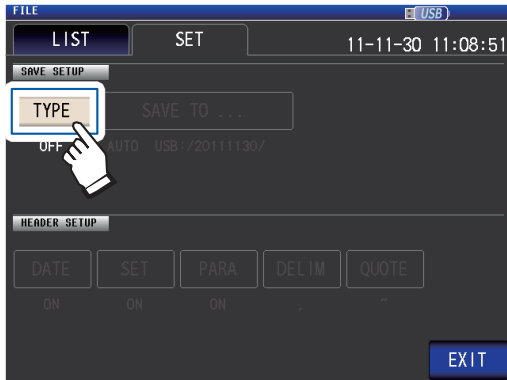 FILE USB
LIST SET 11-11-30 11:08:51
SAVE SETUP
TYPE SAVE TO ...
OFF AUTO USB:/20111130/
HEADER SETUP
DATE SET PARA DELIM QUOTE
ON ON ON , ~
EXIT